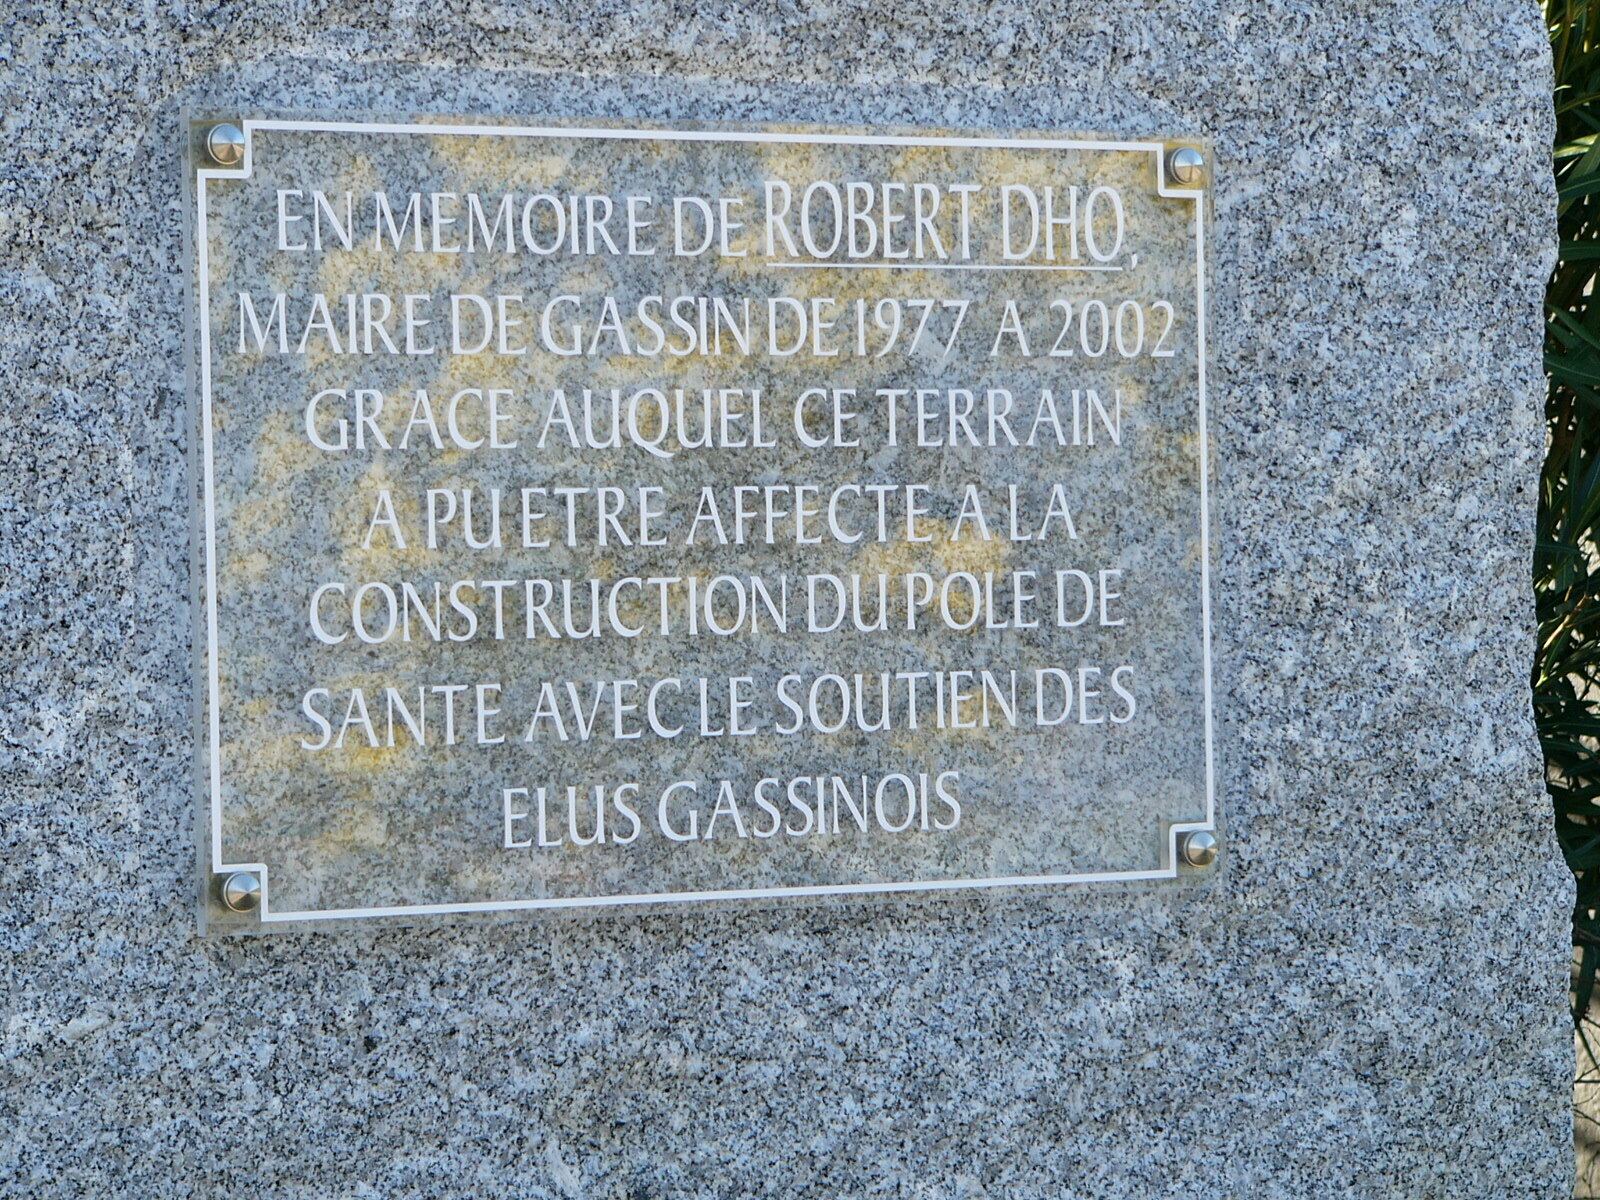 EN MEMOIRE DE ROBERT DHO,
MAIRE DE GASSIN DE 1977 A 2002
GRACE AUQUEL CE TERRAIN
A PU ETRE AFFECTE A LA
CONSTRUCTION DU POLE DE
SANTE AVEC LE SOUTIEN DES
ELUS GASSINOIS